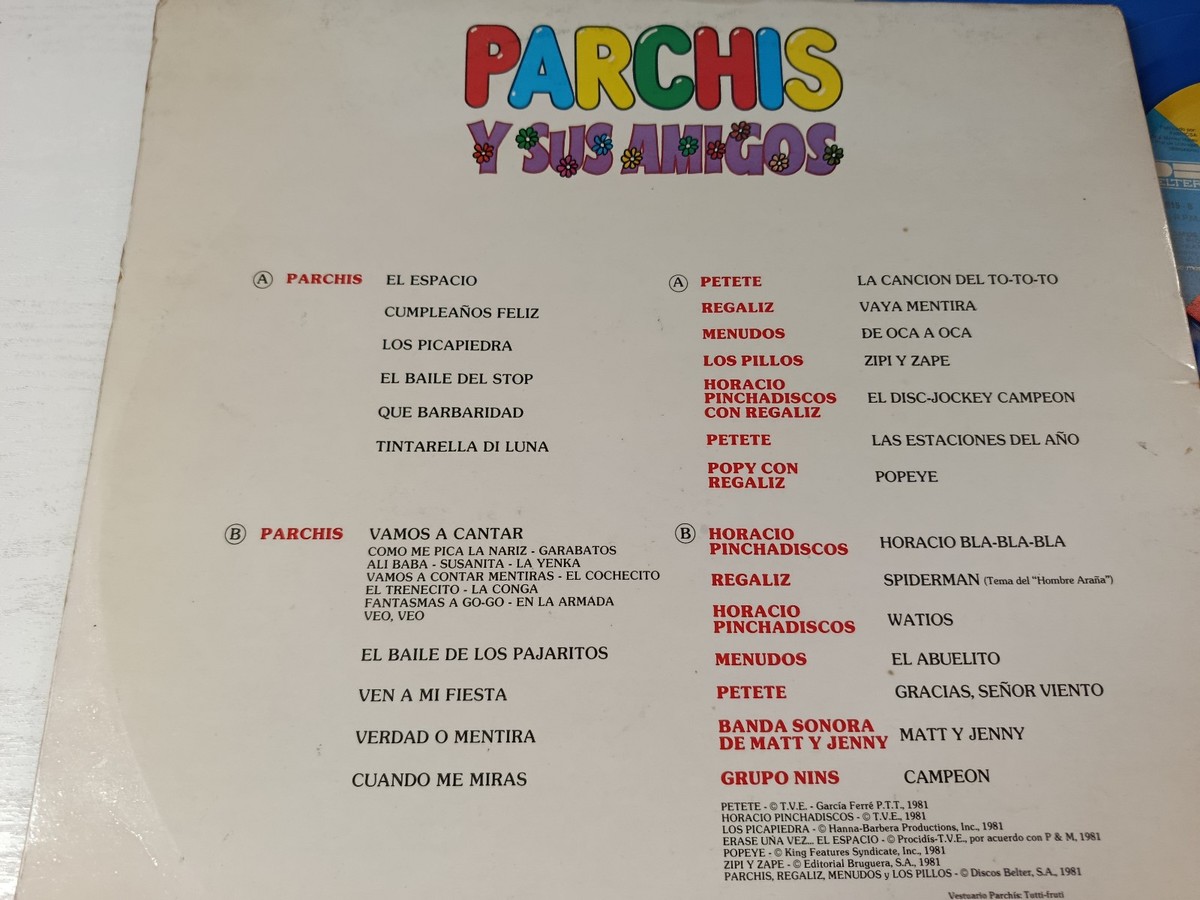 PARCHIS
Y SUS AMIGOS
A PARCHIS EL ESPACIO
CUMPLEAÑOS FELIZ
LOS PICAPIEDRA
EL BAILE DEL STOP
QUE BARBARIDAD
TINTARELLA DI LUNA
B PARCHIS VAMOS A CANTAR
COMO ME PICA LA NARIZ - GARABATOS
ALI BABA - SUSANITA - LA YENKA
VAMOS A CONTAR MENTIRAS - EL COCHECITO
EL TRENECITO - LA CONGA
FANTASMAS A GO-GO - EN LA ARMADA
VEO, VEO
EL BAILE DE LOS PAJARITOS
VEN A MI FIESTA
VERDAD O MENTIRA
CUANDO ME MIRAS
A PETETE LA CANCION DEL TO-TO-TO
REGALIZ VAYA MENTIRA
MENUDOS DE OCA A OCA
LOS PILLOS ZIPI Y ZAPE
HORACIO
PINCHADISCOS EL DISC-JOCKEY CAMPEON
CON REGALIZ
PETETE LAS ESTACIONES DEL AÑO
POPY CON
REGALIZ POPEYE
B HORACIO
PINCHADISCOS HORACIO BLA-BLA-BLA
REGALIZ SPIDERMAN (Tema del "Hombre Araña")
HORACIO
PINCHADISCOS WATIOS
MENUDOS EL ABUELITO
PETETE GRACIAS, SEÑOR VIENTO
BANDA SONORA
DE MATT Y JENNY MATT Y JENNY
GRUPO NINS CAMPEON
PETETE - © T.V.E. - García Ferré P.T.T., 1981
HORACIO PINCHADISCOS - © T.V.E., 1981
LOS PICAPIEDRA - © Hanna-Barbera Productions, Inc., 1981
ERASE UÑA VEZ... EL ESPACIO - © Procidis-T.V.E., por acuerdo con P & M, 1981
POPEYE - © King Features Syndicate, Inc., 1981
ZIPI Y ZAPE - © Editorial Bruguera, S.A., 1981
PARCHIS, REGALIZ, MENUDOS y LOS PILLOS - © Discos Belter, S.A., 1981
Vestuario Parchís: Tutti-fruti